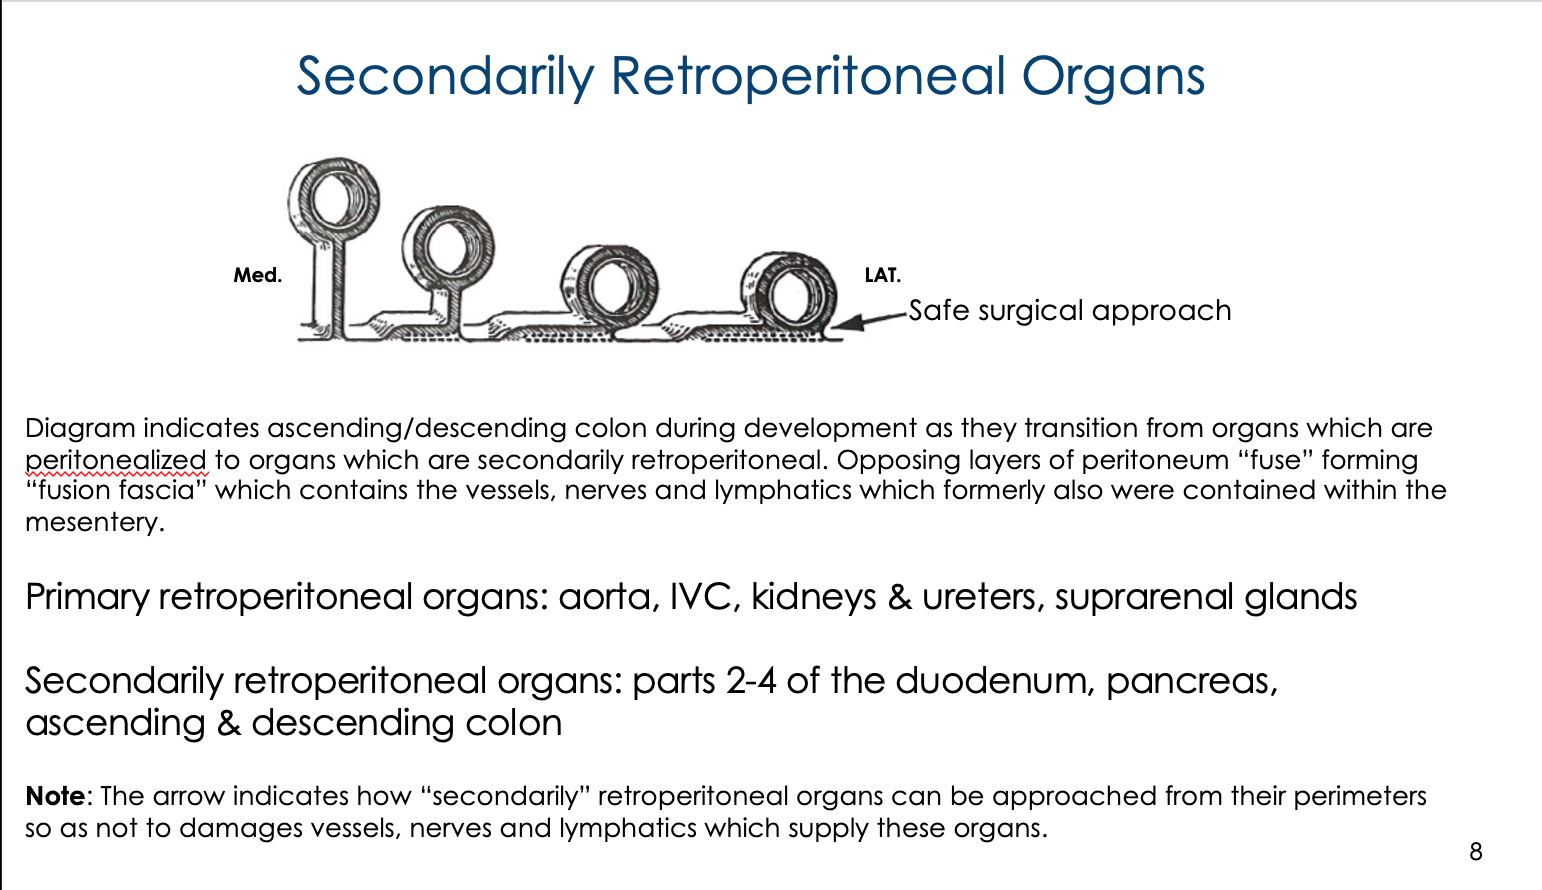 Secondarily Retroperitoneal Organs
Med.
LAT.
Safe surgical approach
Diagram indicates ascending/descending colon during development as they transition from organs which are
peritonealized to organs which are secondarily retroperitoneal. Opposing layers of peritoneum “fuse” forming
“fusion fascia” which contains the vessels, nerves and lymphatics which formerly also were contained within the
mesentery.
Primary retroperitoneal organs: aorta, IVC, kidneys & ureters, suprarenal glands
Secondarily retroperitoneal organs: parts 2-4 of the duodenum, pancreas,
ascending & descending colon
Note: The arrow indicates how “secondarily” retroperitoneal organs can be approached from their perimeters
so as not to damages vessels, nerves and lymphatics which supply these organs.
8